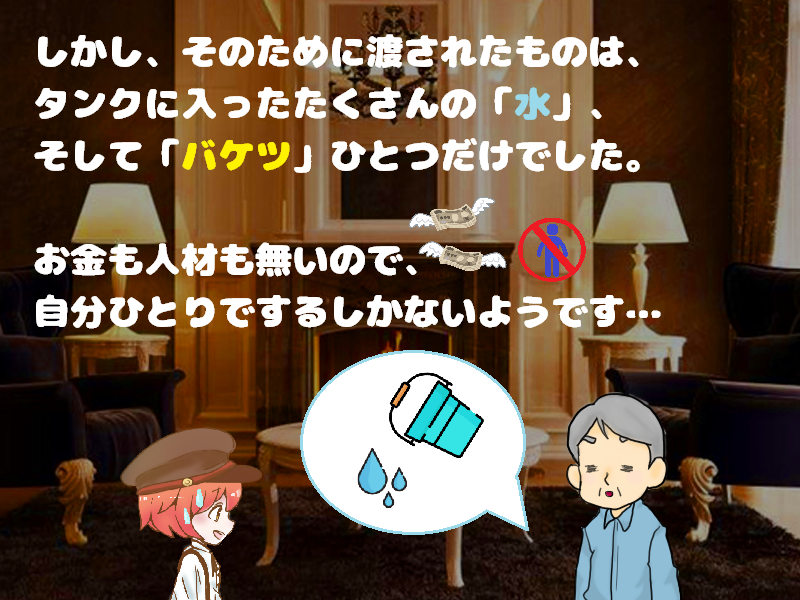 しかし、そのために渡されたものは、
タンクに入ったたくさんの「水」、
そして「バケツ」ひとつだけでした。
お金も人材も無いので、
自分ひとりでするしかないようです…